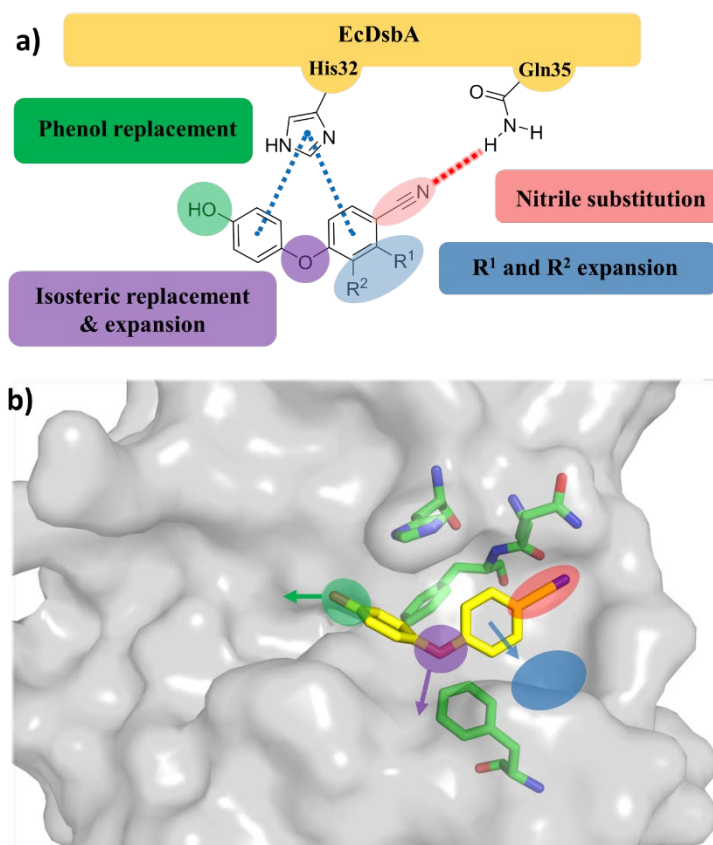 a)
EcDsbA
His32
Gln35
Phenol replacement
O
N
H
H
HN
N
N
HO
Nitrile substitution
O
R¹
R²
R¹ and R² expansion
Isosteric replacement
& expansion
b)